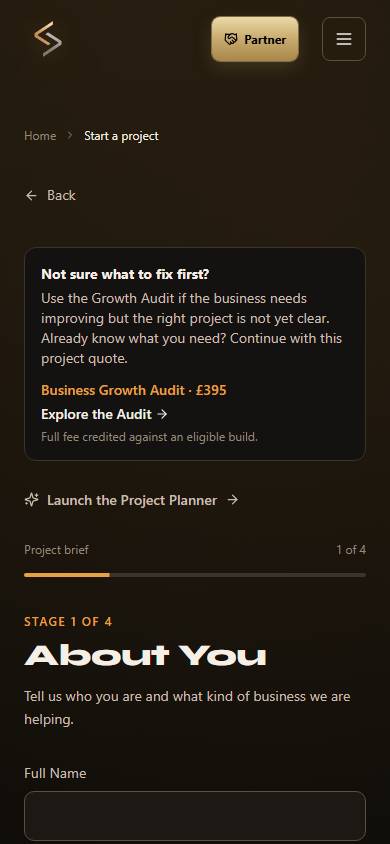 Partner
Home
Start a project
Back
Not sure what to fix first?
Use the Growth Audit if the business needs
improving but the right project is not yet clear.
Already know what you need? Continue with this
project quote.
Business Growth Audit · £395
Explore the Audit →
Full fee credited against an eligible build.
Launch the Project Planner
Project brief
1 of 4
STAGE 1 OF 4
About You
Tell us who you are and what kind of business we are
helping.
Full Name